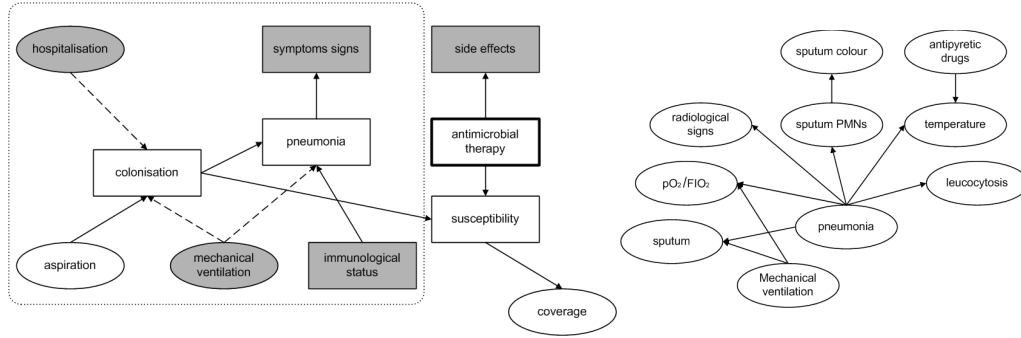 hospitalisation
symptoms signs
side effects
sputum colour
antipyretic
drugs
radiological
signs
sputum PMNs
temperature
antimicrobial
therapy
pneumonia
colonisation
pO₂/FIO₂
leucocytosis
susceptibility
pneumonia
sputum
aspiration
mechanical
ventilation
immunological
status
Mechanical
ventilation
coverage